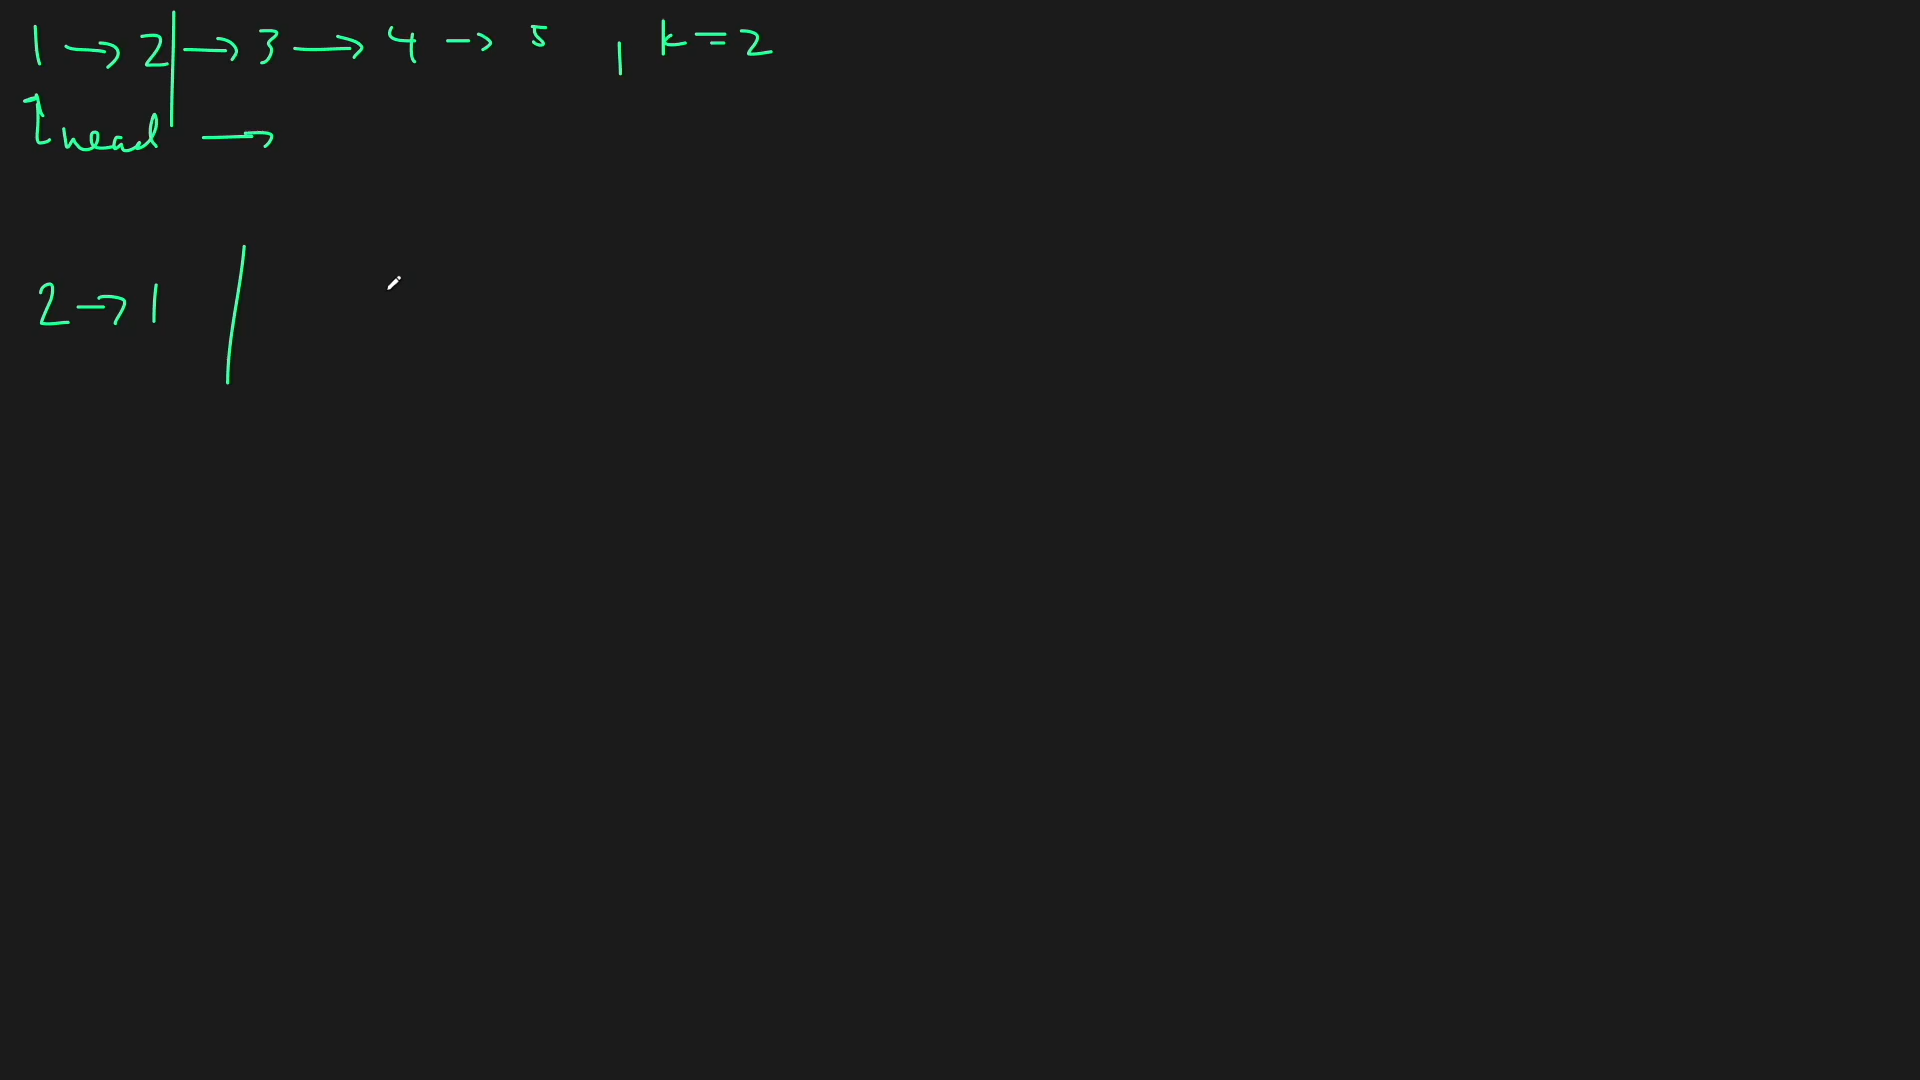 1 → 2 | → 3 → 4 → 5 , k = 2
↑ head →
2 → 1 |